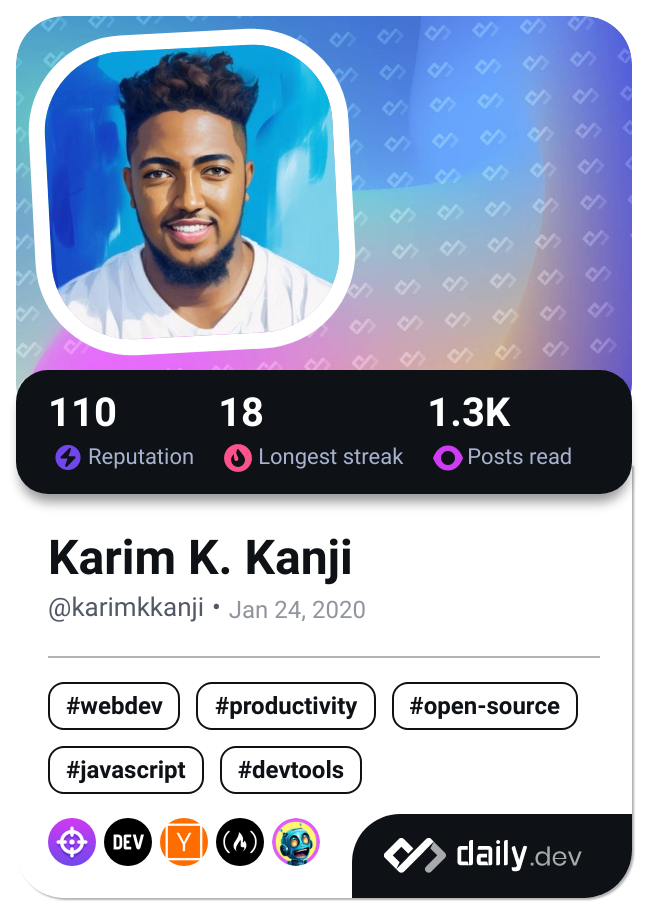 110 18 1.3K
Reputation Longest streak Posts read
Karim K. Kanji
@karimkkanji • Jan 24, 2020
#webdev #productivity #open-source
#javascript #devtools
DEV Y daily.dev